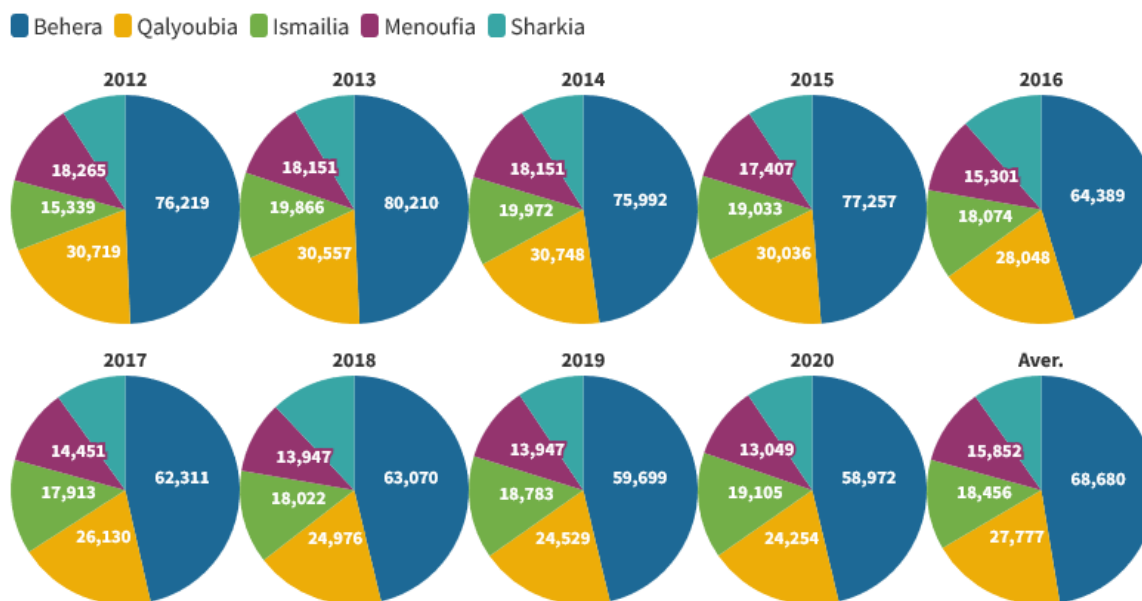 Behera Qalyoubia Ismailia Menoufia Sharkia
2012 2013 2014 2015 2016
18,265 18,151 18,151 17,407 15,301
76,219 80,210 75,992 77,257 64,389
15,339 19,866 19,972 19,033 18,074
30,719 30,557 30,748 30,036 28,048
2017 2018 2019 2020 Aver.
14,451 13,947 13,947 13,049 15,852
62,311 63,070 59,699 58,972 68,680
17,913 18,022 18,783 19,105 18,456
26,130 24,976 24,529 24,254 27,777